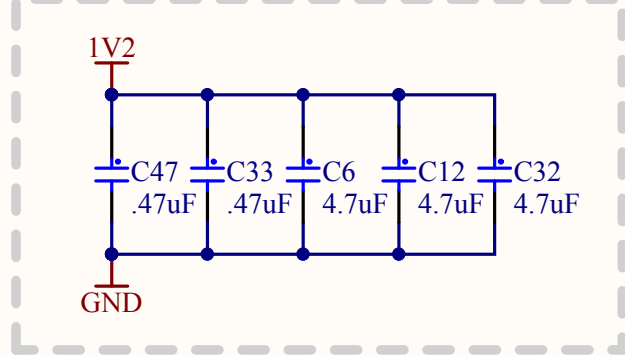 1V2
C47 C33 C6 C12 C32
.47uF .47uF 4.7uF 4.7uF 4.7uF
GND